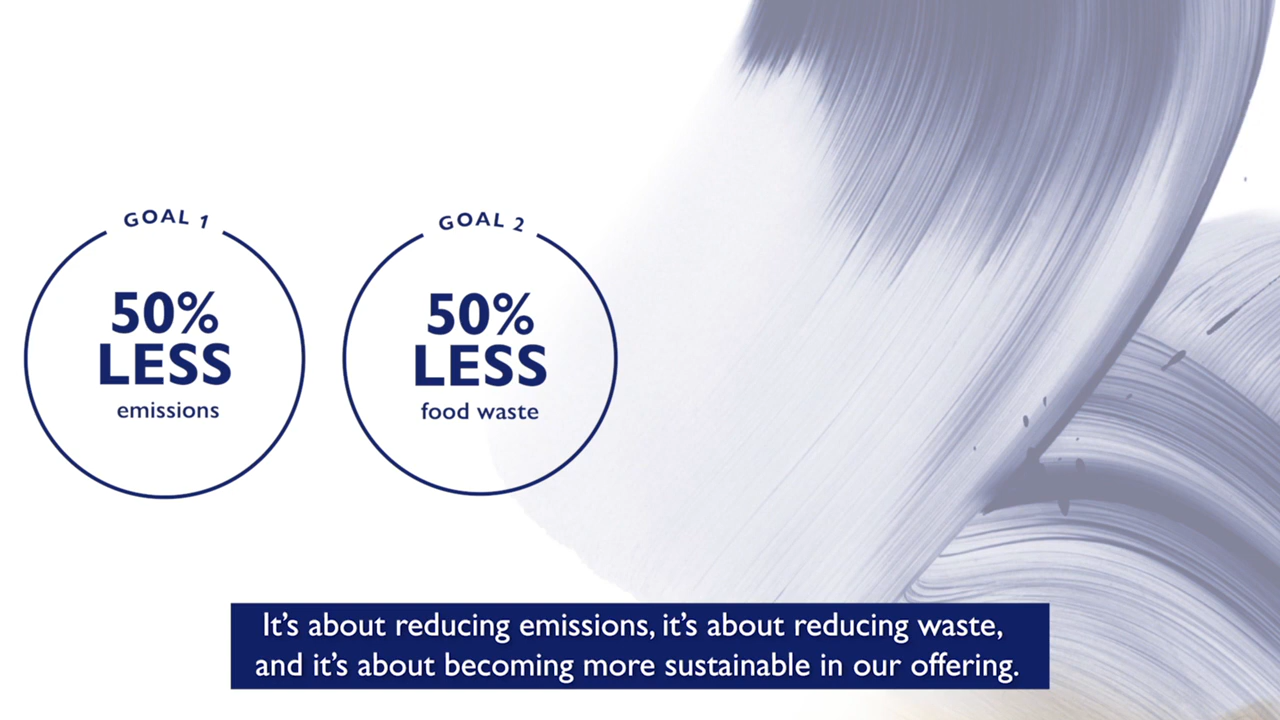 GOAL 1
50%
LESS
emissions
GOAL 2
50%
LESS
food waste
It’s about reducing emissions, it’s about reducing waste,
and it’s about becoming more sustainable in our offering.